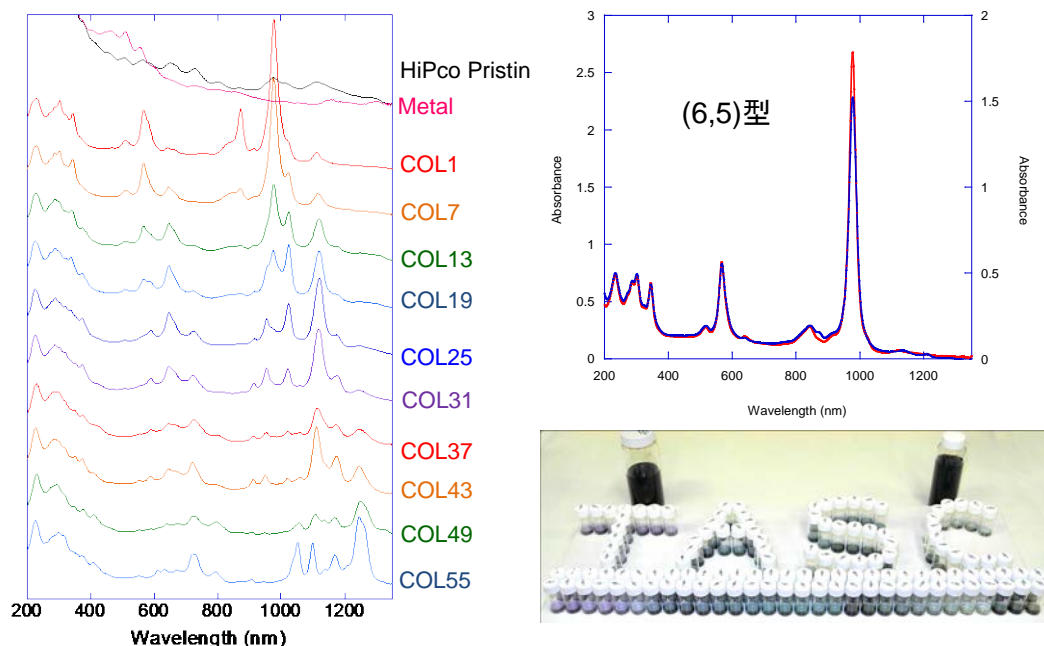 HiPco Pristin
Metal
COL1
COL7
COL13
COL19
COL25
COL31
COL37
COL43
COL49
COL55
200 400 600 800 1000 1200
Wavelength (nm)
(6,5)型
3
2.5
2
1.5
1
0.5
0
2
1.5
1
0.5
0
Absorbance
Absorbance
200 400 600 800 1000 1200
Wavelength (nm)
TASC